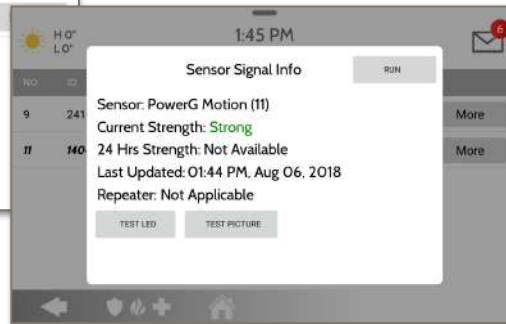 H 0°
L 0°
1:45 PM
6
Sensor Signal Info
RUN
NO ID
9 241
More
11 140
More
Sensor: PowerG Motion (11)
Current Strength: Strong
24 Hrs Strength: Not Available
Last Updated: 01:44 PM, Aug 06, 2018
Repeater: Not Applicable
TEST LED TEST PICTURE